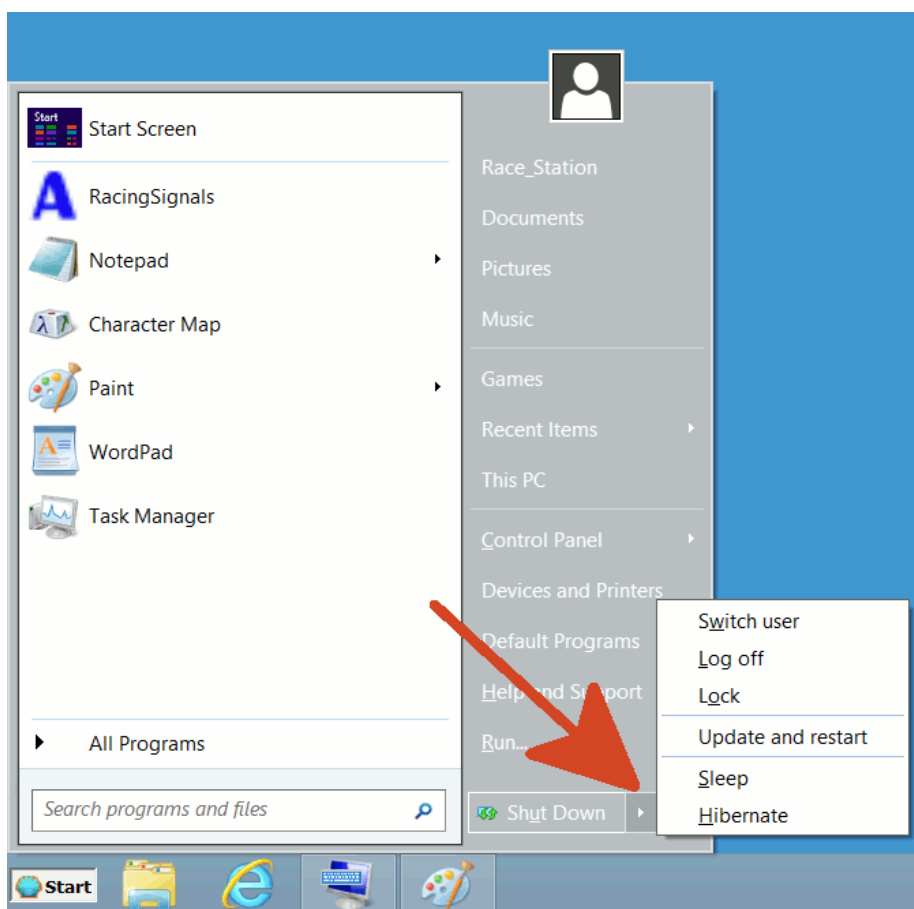 Start
Start Screen
RacingSignals
Notepad
Character Map
Paint
WordPad
Task Manager
All Programs
Search programs and files
Race_Station
Documents
Pictures
Music
Games
Recent Items
This PC
Control Panel
Devices and Printers
Default Programs
Help and Support
Run...
Shut Down
Switch user
Log off
Lock
Update and restart
Sleep
Hibernate
Start